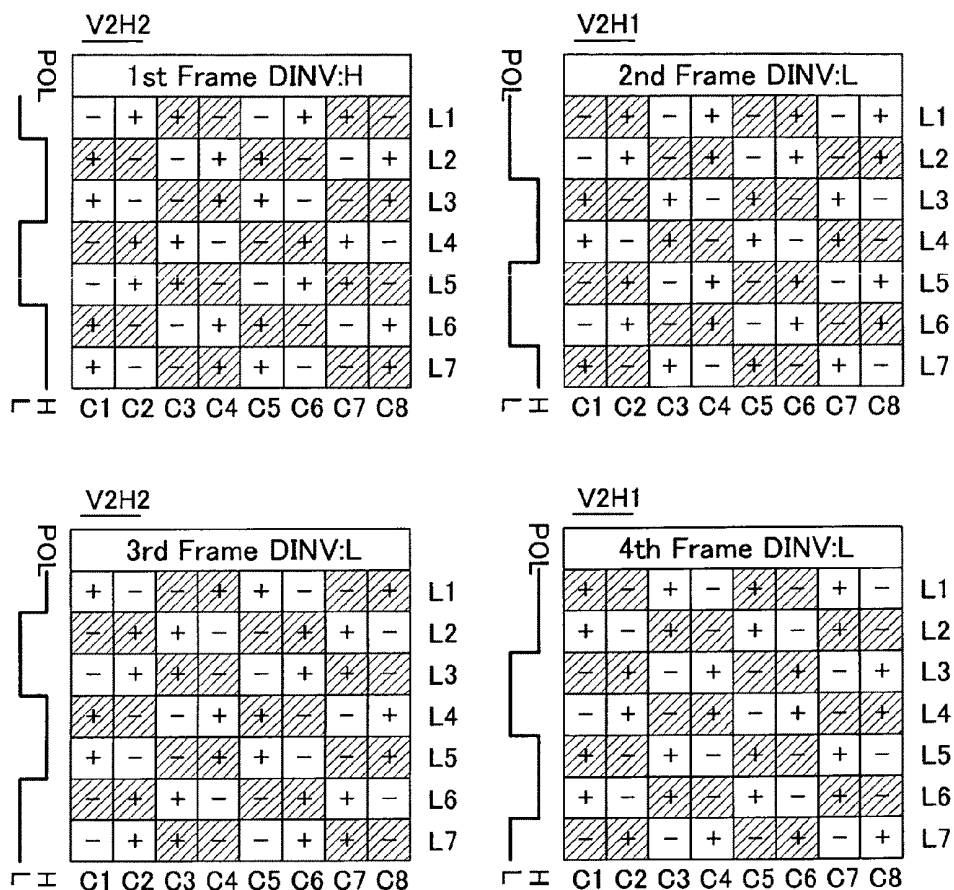 V2H2
POL
1st Frame DINV:H
− + + − − + + − L1
+ − − + + − − + L2
+ − − + + − − + L3
− + + − − + + − L4
− + + − − + + − L5
+ − − + + − − + L6
+ − − + + − − + L7
L H C1 C2 C3 C4 C5 C6 C7 C8
V2H1
POL
2nd Frame DINV:L
− + − + − + − + L1
− + − + − + − + L2
+ − + − + − + − L3
+ − + − + − + − L4
− + − + − + − + L5
− + − + − + − + L6
+ − + − + − + − L7
L H C1 C2 C3 C4 C5 C6 C7 C8
V2H2
POL
3rd Frame DINV:L
+ − − + + − − + L1
− + + − − + + − L2
− + + − − + + − L3
+ − − + + − − + L4
+ − − + + − − + L5
− + + − − + + − L6
− + + − − + + − L7
L H C1 C2 C3 C4 C5 C6 C7 C8
V2H1
POL
4th Frame DINV:L
+ − + − + − + − L1
+ − + − + − + − L2
− + − + − + − + L3
− + − + − + − + L4
+ − + − + − + − L5
+ − + − + − + − L6
− + − + − + − + L7
L H C1 C2 C3 C4 C5 C6 C7 C8